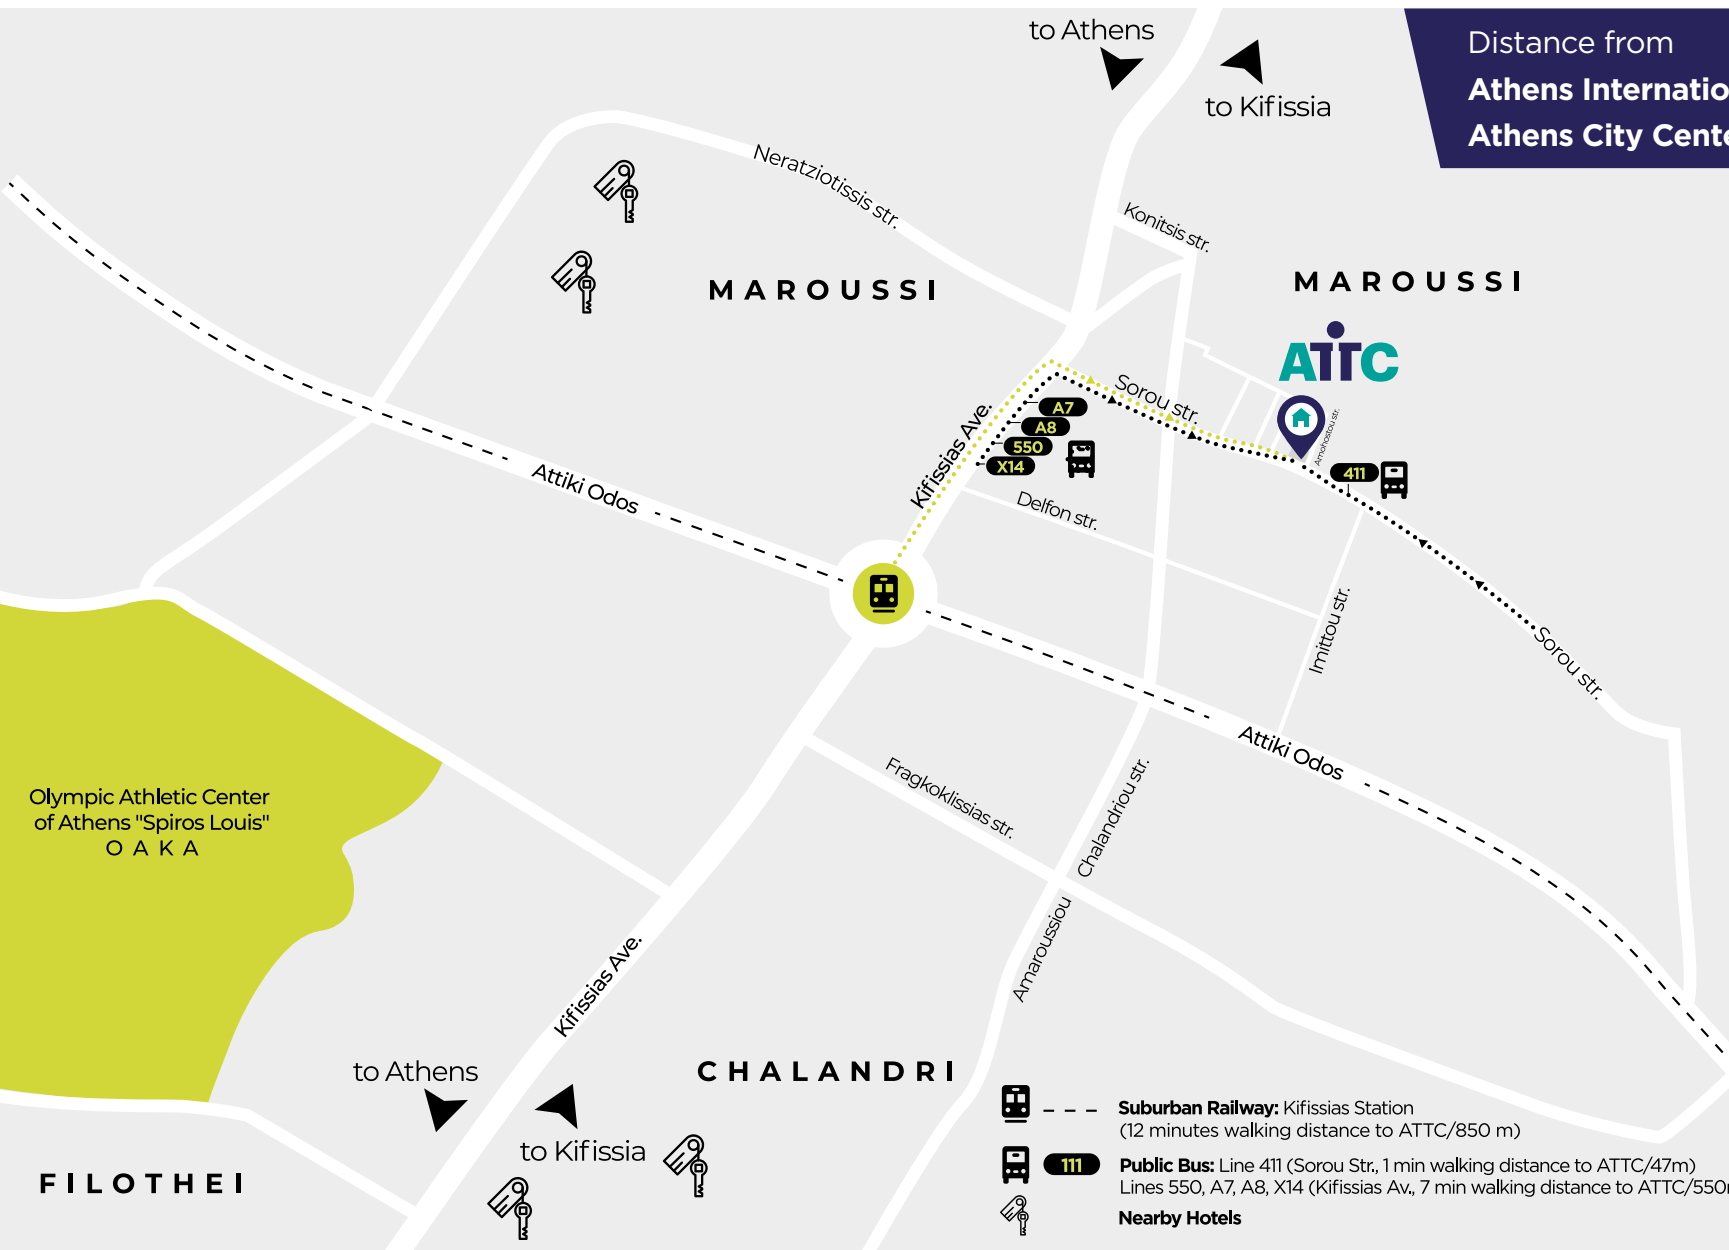 to Athens
to Kifissia
Distance from
Athens Internatio
Athens City Cente
Neratziotissis str.
Konitsis str.
MAROUSSI
MAROUSSI
ATTC
Sorou str.
Kifissias Ave.
A7
A8
550
X14
Amohostou str.
411
Attiki Odos
Delfon str.
Imittou str.
Sorou str.
Attiki Odos
Fragkoklissias str.
Chalandriou str.
Amaroussiou
Olympic Athletic Center
of Athens "Spiros Louis"
OAKA
Kifissias Ave.
to Athens
to Kifissia
CHALANDRI
FILOTHEI
Suburban Railway: Kifissias Station
(12 minutes walking distance to ATTC/850 m)
111
Public Bus: Line 411 (Sorou Str., 1 min walking distance to ATTC/47m)
Lines 550, A7, A8, X14 (Kifissias Av., 7 min walking distance to ATTC/550
Nearby Hotels